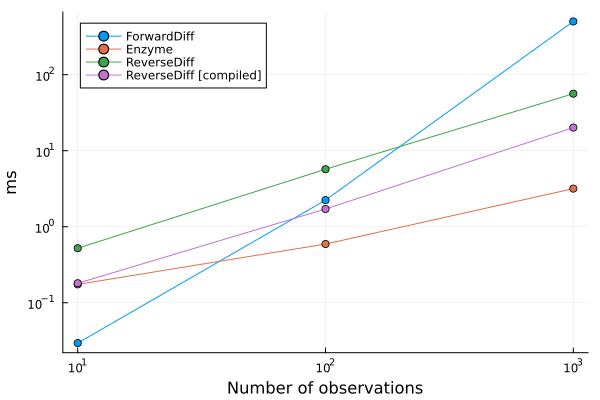 ForwardDiff
Enzyme
ReverseDiff
ReverseDiff [compiled]
10²
10¹
10⁰
10⁻¹
ms
10¹ 10² 10³
Number of observations